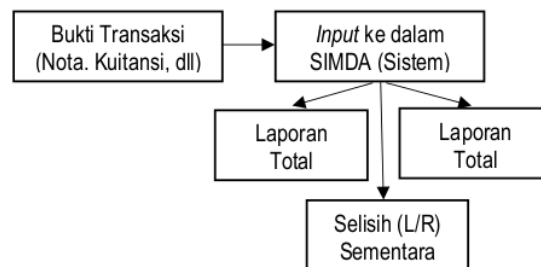 Bukti Transaksi
(Nota. Kuitansi, dll)
Input ke dalam
SIMDA (Sistem)
Laporan
Total
Laporan
Total
Selisih (L/R)
Sementara